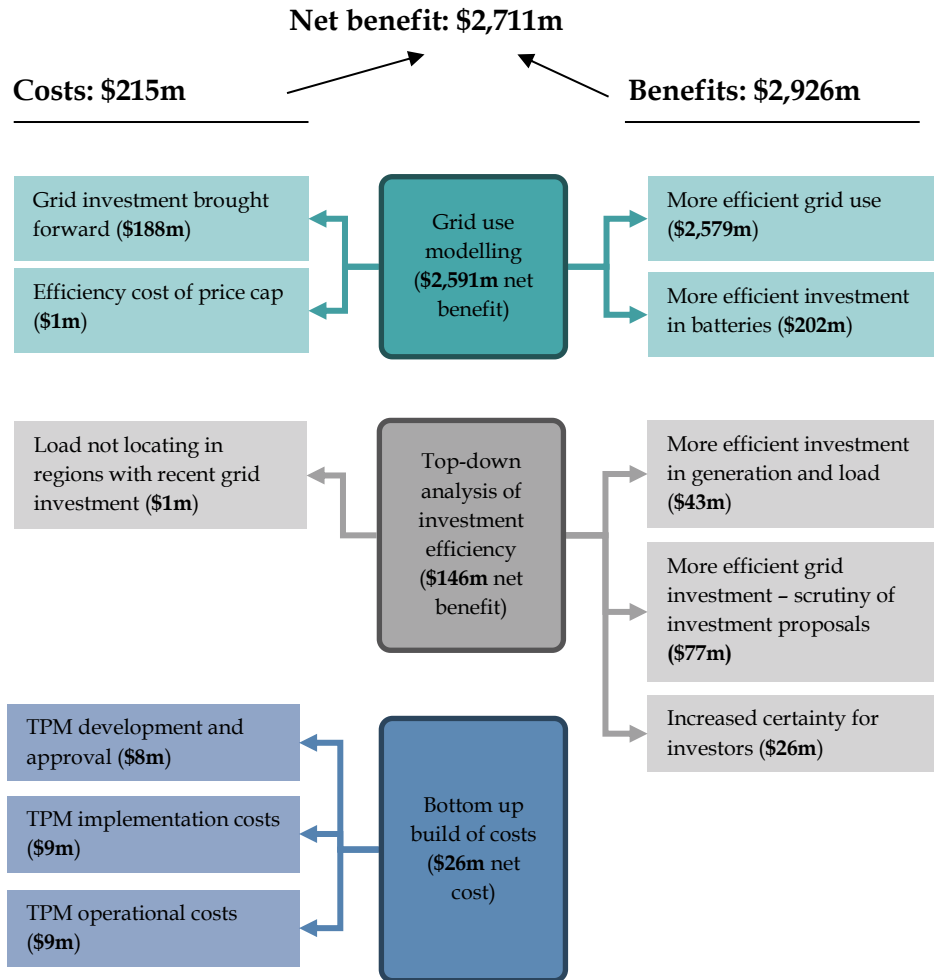 Net benefit: $2,711m
Costs: $215m
Benefits: $2,926m
Grid investment brought
forward ($188m)
Efficiency cost of price cap
($1m)
Grid use
modelling
($2,591m net
benefit)
More efficient grid use
($2,579m)
More efficient investment
in batteries ($202m)
Load not locating in
regions with recent grid
investment ($1m)
Top-down
analysis of
investment
efficiency
($146m net
benefit)
More efficient investment
in generation and load
($43m)
More efficient grid
investment – scrutiny of
investment proposals
($77m)
Increased certainty for
investors ($26m)
TPM development and
approval ($8m)
TPM implementation costs
($9m)
TPM operational costs
($9m)
Bottom up
build of costs
($26m net
cost)